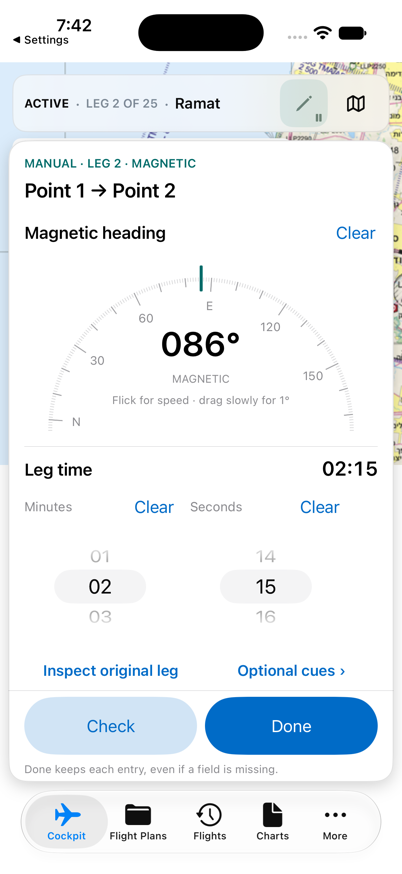 7:42
◀ Settings
ACTIVE · LEG 2 OF 25 · Ramat
MANUAL · LEG 2 · MAGNETIC
Point 1 → Point 2
Magnetic heading Clear
N 30 60 E 120 150
086°
MAGNETIC
Flick for speed · drag slowly for 1°
Leg time 02:15
Minutes Clear Seconds Clear
01 14
02 15
03 16
Inspect original leg Optional cues ›
Check Done
Done keeps each entry, even if a field is missing.
Cockpit Flight Plans Flights Charts More